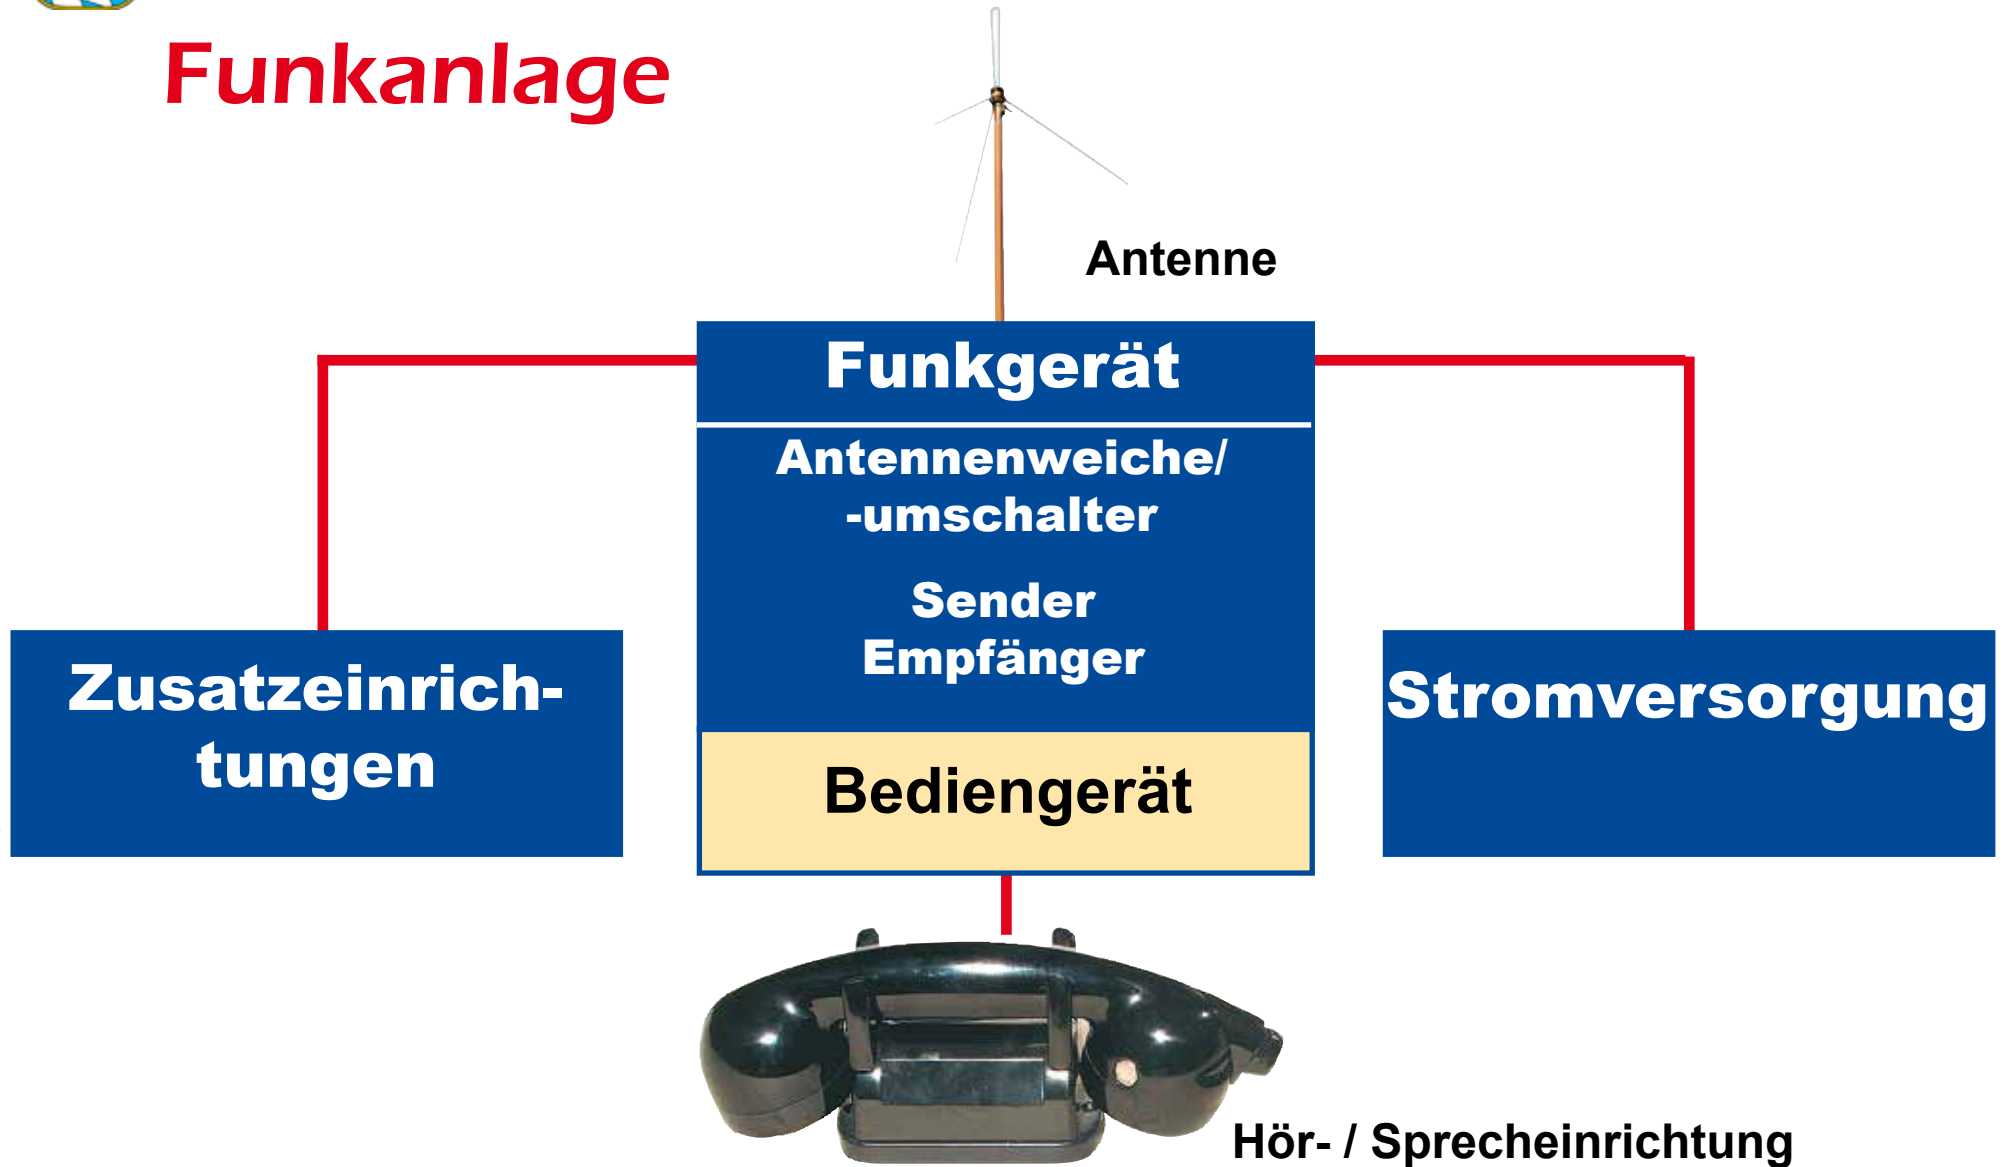 Funkanlage
Antenne
Funkgerät
Antennenweiche/
-umschalter
Sender
Empfänger
Zusatzeinrich-
tungen
Stromversorgung
Bediengerät
Hör- / Sprecheinrichtung